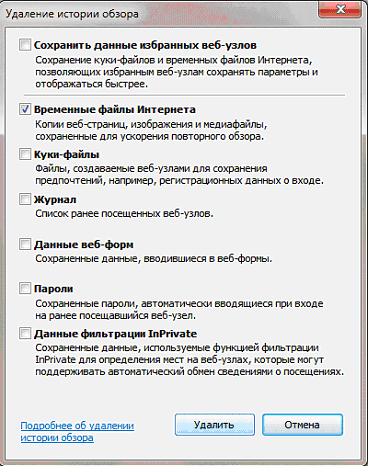 Удаление истории обзора
Сохранить данные избранных веб-узлов
Сохранение куки-файлов и временных файлов Интернета,
позволяющих избранным веб-узлам сохранять параметры и
отображаться быстрее.
Временные файлы Интернета
Копии веб-страниц, изображения и медиафайлы,
сохраненные для ускорения повторного обзора.
Куки-файлы
Файлы, создаваемые веб-узлами для сохранения
предпочтений, например, регистрационных данных о входе.
Журнал
Список ранее посещенных веб-узлов.
Данные веб-форм
Сохраненные данные, вводившиеся в веб-формы.
Пароли
Сохраненные пароли, автоматически вводящиеся при входе
на ранее посещавшийся веб-узел.
Данные фильтрации InPrivate
Сохраненные данные, используемые функцией фильтрации
InPrivate для определения мест на веб-узлах, которые могут
поддерживать автоматический обмен сведениями о посещениях.
Подробнее об удалении
истории обзора
Удалить
Отмена